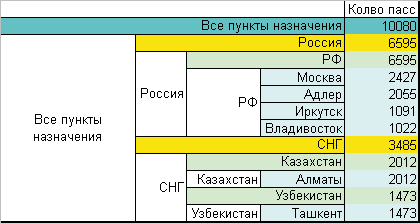 Колво пасс
Все пункты назначения 10080
Россия 6595
РФ 6595
Москва 2427
Адлер 2055
Россия РФ
Иркутск 1091
Все пункты
назначения
Владивосток 1022
СНГ 3485
Казахстан 2012
Казахстан Алматы 2012
СНГ
Узбекистан 1473
Узбекистан Ташкент 1473